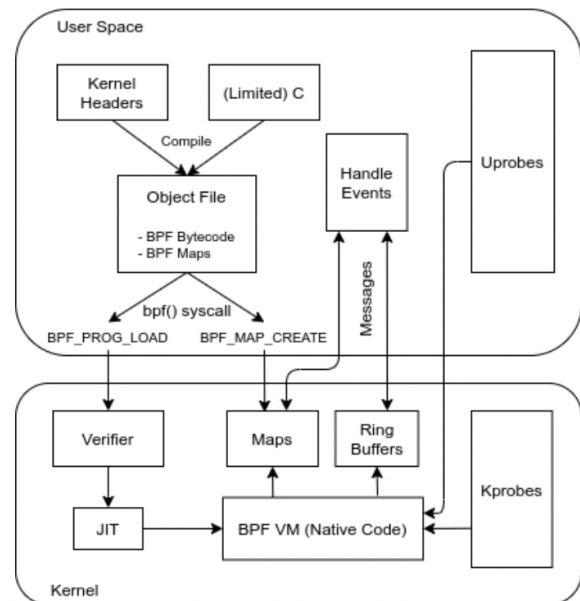 User Space
Kernel
Headers
(Limited) C
Compile
Object File
- BPF Bytecode
- BPF Maps
Handle
Events
Uprobes
Messages
bpf() syscall
BPF_PROG_LOAD
BPF_MAP_CREATE
Verifier
Maps
Ring
Buffers
Kprobes
JIT
BPF VM (Native Code)
Kernel